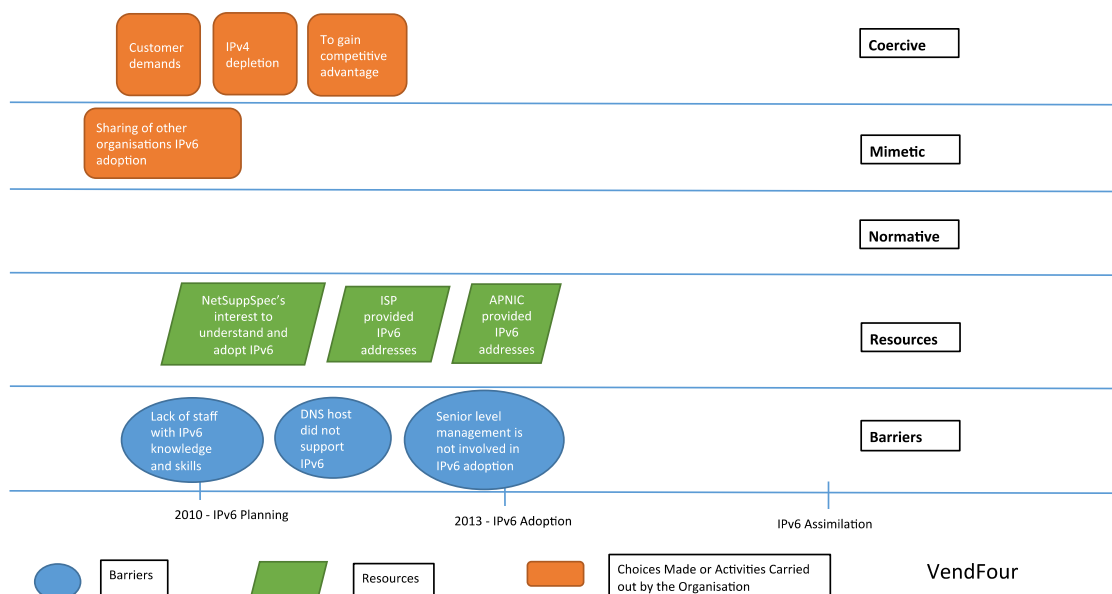 Customer
demands
IPv4
depletion
To gain
competitive
advantage
Coercive
Sharing of other
organisations IPv6
adoption
Mimetic
Normative
NetSuppSpec's
interest to
understand and
adopt IPv6
ISP
provided
IPv6
addresses
APNIC
provided
IPv6
addresses
Resources
Lack of staff
with IPv6
knowledge
and skills
DNS host
did not
support
IPv6
Senior level
management is
not involved in
IPv6 adoption
Barriers
2010 - IPv6 Planning
2013 - IPv6 Adoption
IPv6 Assimilation
Barriers
Resources
Choices Made or Activities Carried
out by the Organisation
VendFour